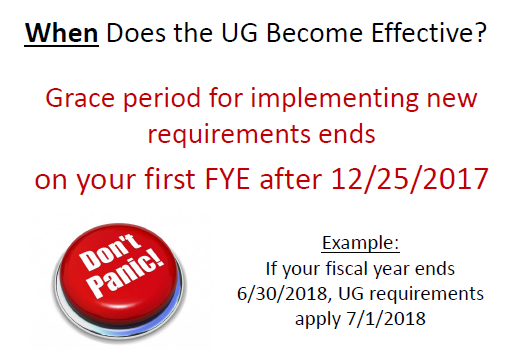 When Does the UG Become Effective?
Grace period for implementing new
requirements ends
on your first FYE after 12/25/2017
Don't
Panic!
Example:
If your fiscal year ends
6/30/2018, UG requirements
apply 7/1/2018